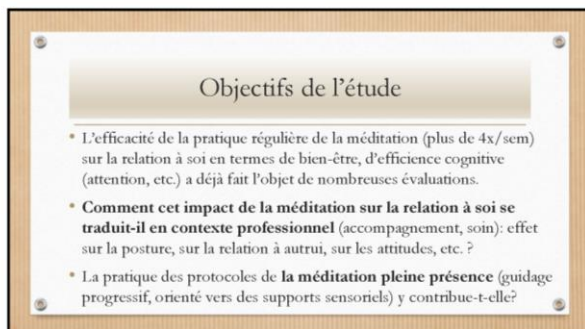 Objectifs de l'étude
• L'efficacité de la pratique régulière de la méditation (plus de 4x/sem)
sur la relation à soi en termes de bien-être, d'efficience cognitive
(attention, etc.) a déjà fait l'objet de nombreuses évaluations.
• Comment cet impact de la méditation sur la relation à soi se
traduit-il en contexte professionnel (accompagnement, soin): effet
sur la posture, sur la relation à autrui, sur les attitudes, etc. ?
• La pratique des protocoles de la méditation pleine présence (guidage
progressif, orienté vers des supports sensoriels) y contribue-t-elle?